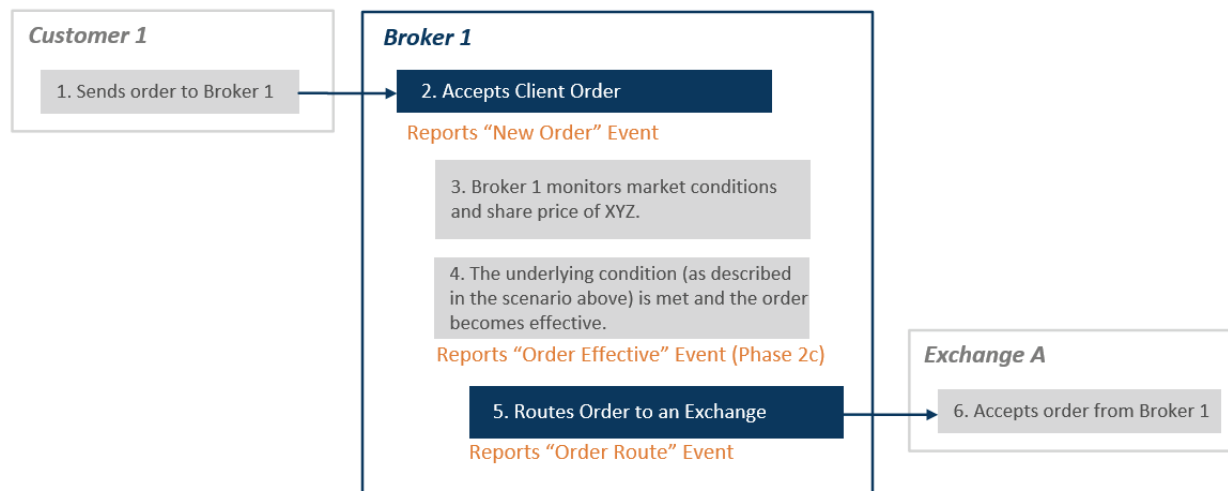 Customer 1
1. Sends order to Broker 1
Broker 1
2. Accepts Client Order
Reports “New Order” Event
3. Broker 1 monitors market conditions
and share price of XYZ.
4. The underlying condition (as described
in the scenario above) is met and the order
becomes effective.
Reports “Order Effective” Event (Phase 2c)
5. Routes Order to an Exchange
Reports “Order Route” Event
Exchange A
6. Accepts order from Broker 1